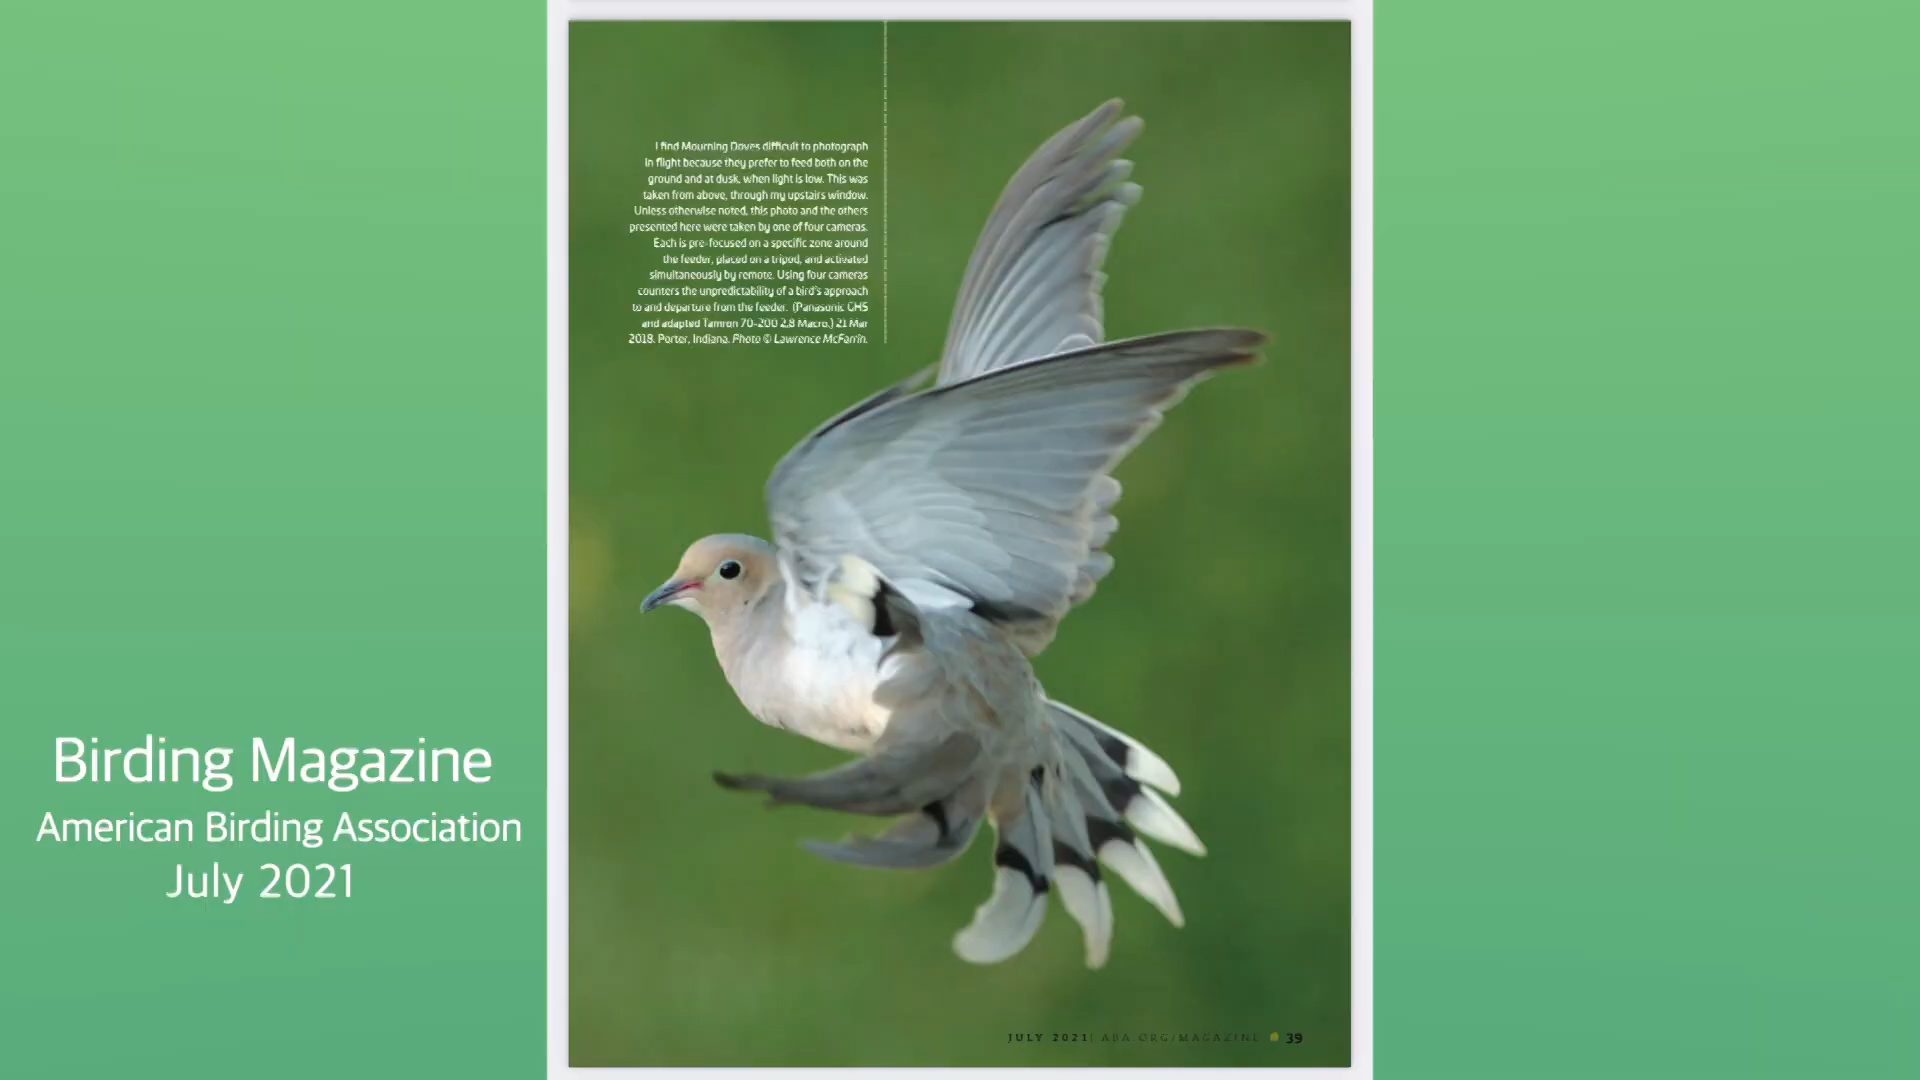 I find Mourning Doves difficult to photograph
in flight because they prefer to feed both on the
ground and at dusk, when light is low. This was
taken from above, through my upstairs window.
Unless otherwise noted, this photo and the others
presented here were taken by one of four cameras.
Each is pre-focused on a specific zone around
the feeder, placed on a tripod, and activated
simultaneously by remote. Using four cameras
counters the unpredictability of a bird's approach
to and departure from the feeder. (Panasonic GH5
and adapted Tamron 70-200 2.8 Macro.) 21 Mar
2018. Porter, Indiana. Photo © Lawrence McFarrin.
Birding Magazine
American Birding Association
July 2021
JULY 2021| ABA.ORG/MAGAZINE 39